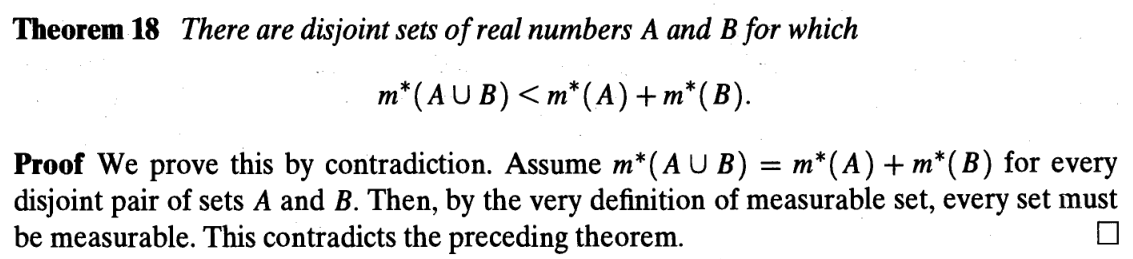 Theorem 18 There are disjoint sets of real numbers A and B for which
m*(A ∪ B) < m*(A) + m*(B).
Proof We prove this by contradiction. Assume m*(A ∪ B) = m*(A) + m*(B) for every
disjoint pair of sets A and B. Then, by the very definition of measurable set, every set must
be measurable. This contradicts the preceding theorem. □